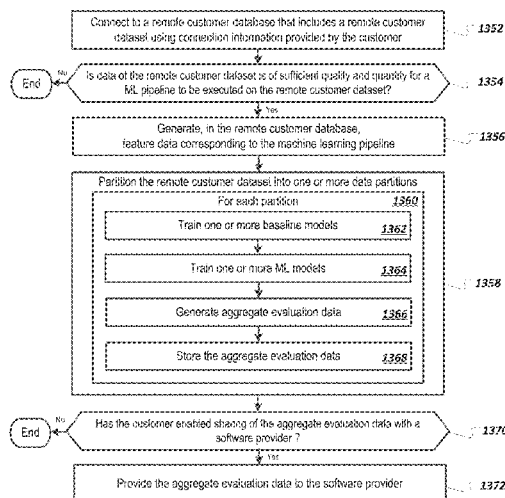 Connect to a remote customer database that includes a remote customer
dataset using connection information provided by the customer
1352
No
End
Is data of the remote customer dataset is of sufficient quality and quantity for a
ML pipeline to be executed on the remote customer dataset?
1354
Yes
Generate, in the remote customer database,
feature data corresponding to the machine learning pipeline
1356
Partition the remote customer dataset into one or more data partitions
For each partition
1360
Train one or more baseline models
1362
Train one or more ML models
1364
Generate aggregate evaluation data
1366
Store the aggregate evaluation data
1368
1358
No
End
Has the customer enabled sharing of the aggregate evaluation data with a
software provider ?
1370
Yes
Provide the aggregate evaluation data to the software provider
1372